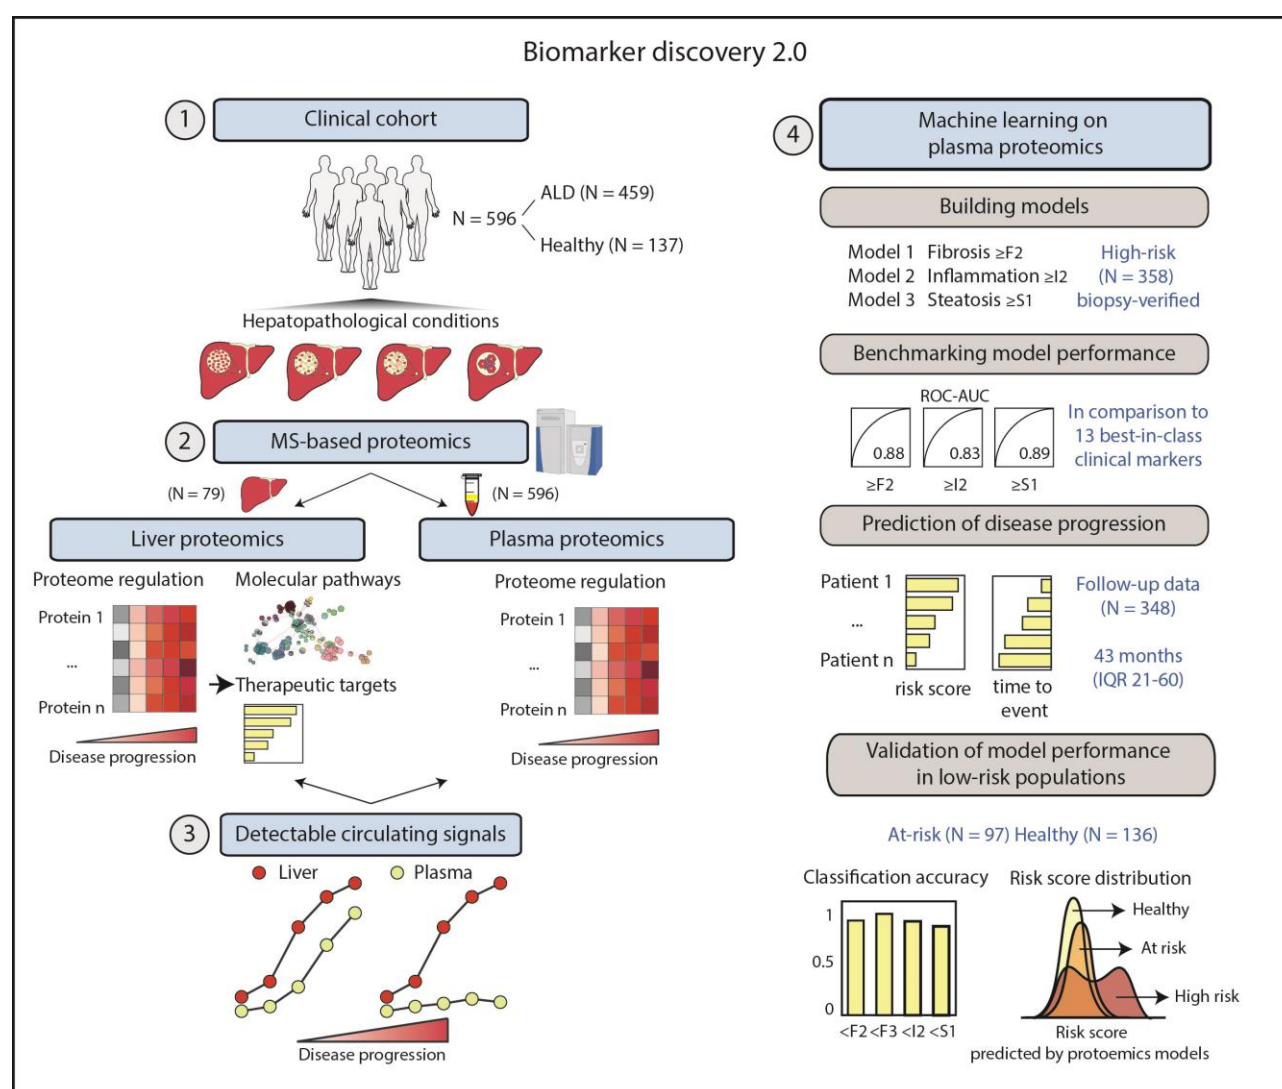 Biomarker discovery 2.0
1
Clinical cohort
N = 596
ALD (N = 459)
Healthy (N = 137)
Hepatopathological conditions
2
MS-based proteomics
(N = 79)
(N = 596)
Liver proteomics
Plasma proteomics
Proteome regulation
Molecular pathways
Protein 1
...
Protein n
Therapeutic targets
Disease progression
Proteome regulation
Protein 1
...
Protein n
Disease progression
3
Detectable circulating signals
Liver
Plasma
Disease progression
4
Machine learning on
plasma proteomics
Building models
Model 1 Fibrosis ≥F2
Model 2 Inflammation ≥I2
Model 3 Steatosis ≥S1
High-risk
(N = 358)
biopsy-verified
Benchmarking model performance
ROC-AUC
0.88
0.83
0.89
≥F2
≥I2
≥S1
In comparison to
13 best-in-class
clinical markers
Prediction of disease progression
Patient 1
...
Patient n
risk score
time to
event
Follow-up data
(N = 348)
43 months
(IQR 21-60)
Validation of model performance
in low-risk populations
At-risk (N = 97) Healthy (N = 136)
Classification accuracy
1
0.5
0
<F2 <F3 <I2 <S1
Risk score distribution
Healthy
At risk
High risk
Risk score
predicted by protoemics models